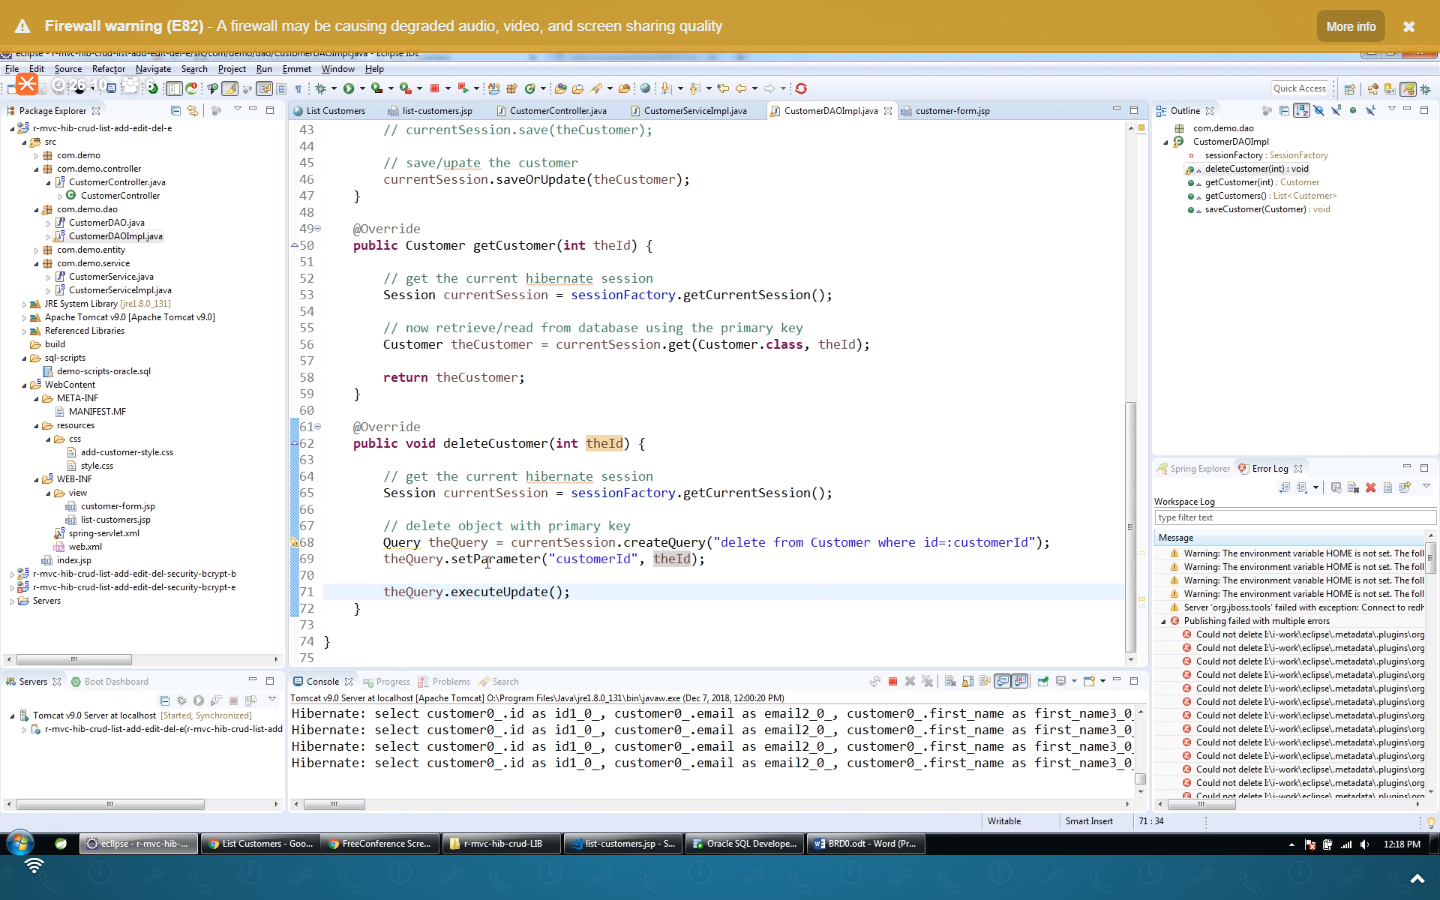 Firewall warning (E82) - A firewall may be causing degraded audio, video, and screen sharing quality
More info
File Edit Source Refactor Navigate Search Project Run Emmet Window Help
26:10
6
Quick Access
Package Explorer
List Customers
list-customers.jsp
CustomerController.java
CustomerServiceImpl.java
CustomerDAOImpl.java
customer-form.jsp
Outline
r-mvc-hib-crud-list-add-edit-del-e
src
com.demo
com.demo.controller
CustomerController.java
CustomerController
com.demo.dao
CustomerDAO.java
CustomerDAOImpl.java
com.demo.entity
com.demo.service
CustomerService.java
CustomerServiceImpl.java
JRE System Library [jre1.8.0_131]
Apache Tomcat v9.0 [Apache Tomcat v9.0]
Referenced Libraries
build
sql-scripts
demo-scripts-oracle.sql
WebContent
META-INF
MANIFEST.MF
resources
css
add-customer-style.css
style.css
WEB-INF
view
customer-form.jsp
list-customers.jsp
spring-servlet.xml
web.xml
index.jsp
r-mvc-hib-crud-list-add-edit-del-security-bcrypt-b
r-mvc-hib-crud-list-add-edit-del-security-bcrypt-e
Servers
43 // currentSession.save(theCustomer);
44
45 // save/upate the customer
46 currentSession.saveOrUpdate(theCustomer);
47 }
48
49 @Override
50 public Customer getCustomer(int theId) {
51
52 // get the current hibernate session
53 Session currentSession = sessionFactory.getCurrentSession();
54
55 // now retrieve/read from database using the primary key
56 Customer theCustomer = currentSession.get(Customer.class, theId);
57
58 return theCustomer;
59 }
60
61 @Override
62 public void deleteCustomer(int theId) {
63
64 // get the current hibernate session
65 Session currentSession = sessionFactory.getCurrentSession();
66
67 // delete object with primary key
68 Query theQuery = currentSession.createQuery("delete from Customer where id=:customerId");
69 theQuery.setParameter("customerId", theId);
70
71 theQuery.executeUpdate();
72 }
73
74 }
75
com.demo.dao
CustomerDAOImpl
sessionFactory : SessionFactory
deleteCustomer(int) : void
getCustomer(int) : Customer
getCustomers() : List<Customer>
saveCustomer(Customer) : void
Spring Explorer
Error Log
Workspace Log
type filter text
Message
Warning: The environment variable HOME is not set. The foll
Warning: The environment variable HOME is not set. The foll
Warning: The environment variable HOME is not set. The foll
Warning: The environment variable HOME is not set. The foll
Server 'org.jboss.tools' failed with exception: Connect to redh
Publishing failed with multiple errors
Could not delete I:\i-work\eclipse\.metadata\.plugins\org
Could not delete I:\i-work\eclipse\.metadata\.plugins\org
Could not delete I:\i-work\eclipse\.metadata\.plugins\org
Could not delete I:\i-work\eclipse\.metadata\.plugins\org
Could not delete I:\i-work\eclipse\.metadata\.plugins\org
Could not delete I:\i-work\eclipse\.metadata\.plugins\org
Could not delete I:\i-work\eclipse\.metadata\.plugins\org
Could not delete I:\i-work\eclipse\.metadata\.plugins\org
Could not delete I:\i-work\eclipse\.metadata\.plugins\org
Could not delete I:\i-work\eclipse\.metadata\.plugins\org
Could not delete I:\i-work\eclipse\.metadata\.plugins\org
Could not delete I:\i-work\eclipse\.metadata\.plugins\org
Could not delete I:\i-work\eclipse\.metadata\.plugins\org
Servers
Boot Dashboard
Tomcat v9.0 Server at localhost [Started, Synchronized]
r-mvc-hib-crud-list-add-edit-del-e(r-mvc-hib-crud-list-add
Console
Progress
Problems
Search
Tomcat v9.0 Server at localhost [Apache Tomcat] O:\Program Files\Java\jre1.8.0_131\bin\javaw.exe (Dec 7, 2018, 12:00:20 PM)
Hibernate: select customer0_.id as id1_0_, customer0_.email as email2_0_, customer0_.first_name as first_name3_0
Hibernate: select customer0_.id as id1_0_, customer0_.email as email2_0_, customer0_.first_name as first_name3_0
Hibernate: select customer0_.id as id1_0_, customer0_.email as email2_0_, customer0_.first_name as first_name3_0
Hibernate: select customer0_.id as id1_0_, customer0_.email as email2_0_, customer0_.first_name as first_name3_0
Writable
Smart Insert
71 : 34
eclipse - r-mvc-hib-...
List Customers - Goo...
FreeConference Scre...
r-mvc-hib-crud-LIB
list-customers.jsp - S...
Oracle SQL Develope...
BRD0.odt - Word (Pr...
12:18 PM